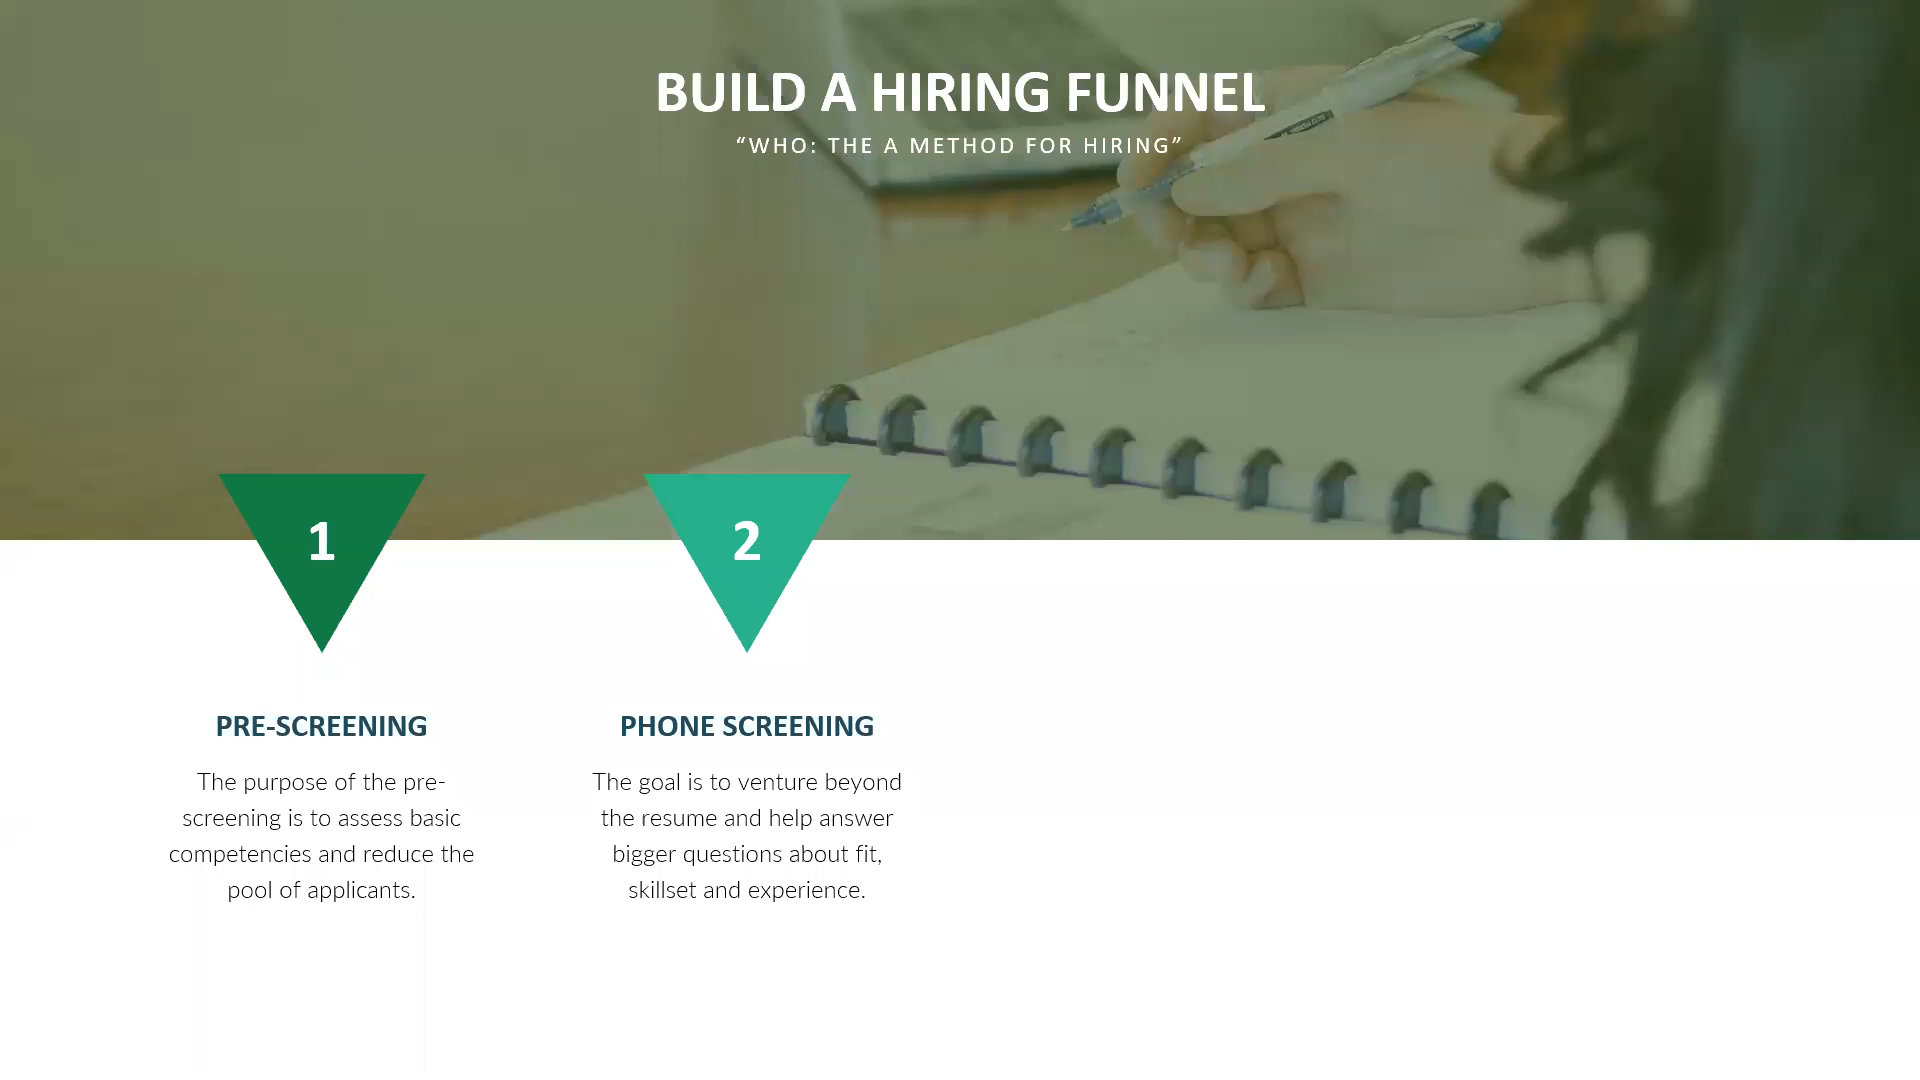 BUILD A HIRING FUNNEL
“WHO: THE A METHOD FOR HIRING”
1
PRE-SCREENING
The purpose of the pre-
screening is to assess basic
competencies and reduce the
pool of applicants.
2
PHONE SCREENING
The goal is to venture beyond
the resume and help answer
bigger questions about fit,
skillset and experience.